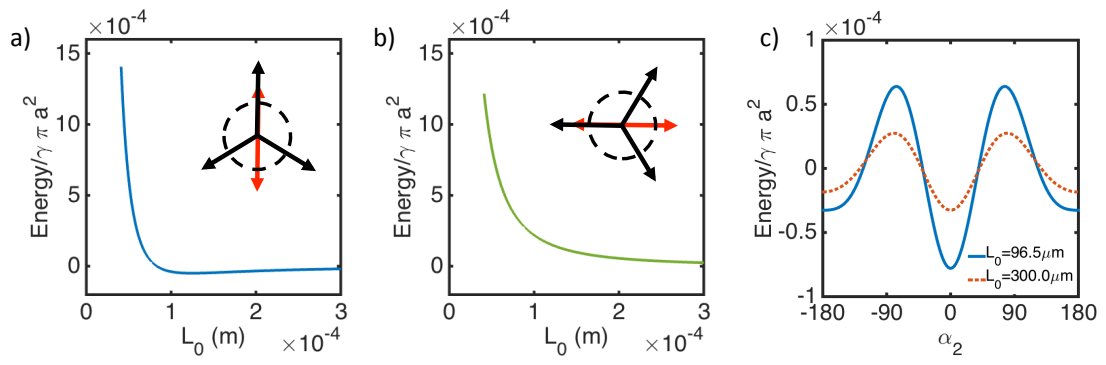 a)
×10⁻⁴
15
10
5
0
Energy/γ π a²
0
1
2
3
L₀ (m)
×10⁻⁴
b)
×10⁻⁴
15
10
5
0
Energy/γ π a²
0
1
2
3
L₀ (m)
×10⁻⁴
c)
×10⁻⁴
1
0.5
0
-0.5
-1
Energy/γ π a²
L₀=96.5μm
L₀=300.0μm
-180
-90
0
90
180
α₂